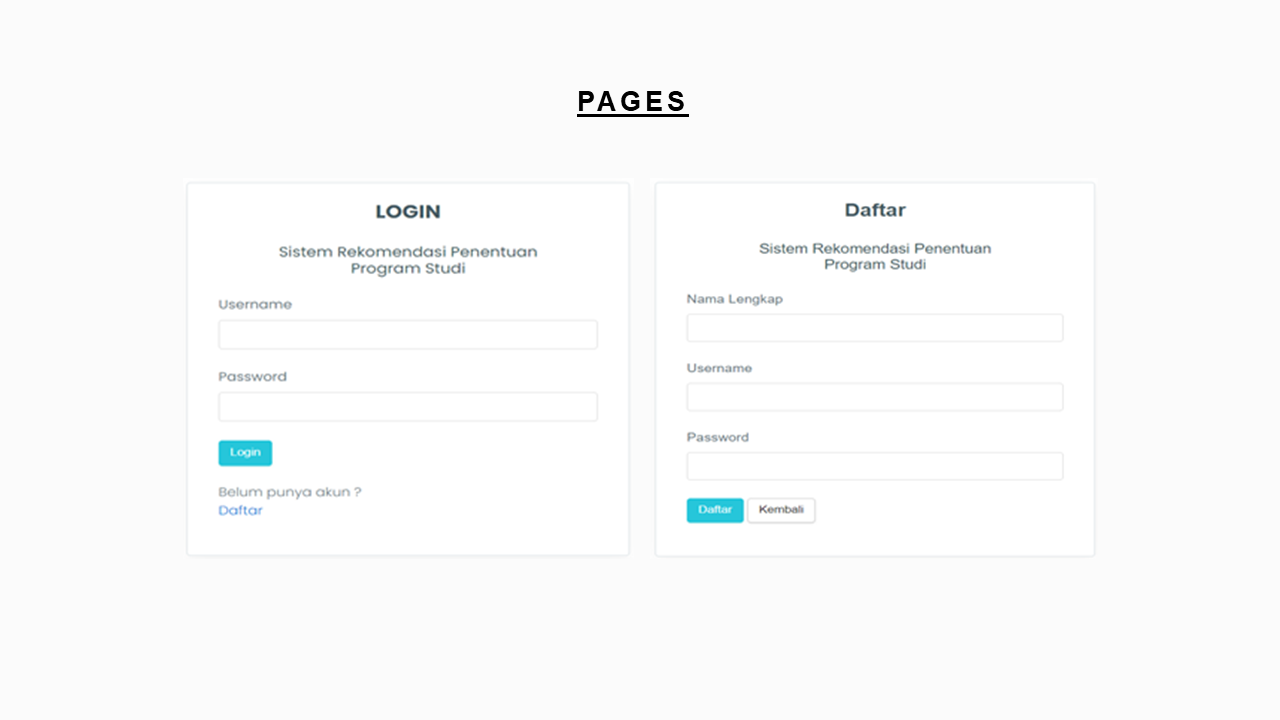 PAGES
LOGIN
Sistem Rekomendasi Penentuan
Program Studi
Username
Password
Login
Belum punya akun ?
Daftar
Daftar
Sistem Rekomendasi Penentuan
Program Studi
Nama Lengkap
Username
Password
Daftar
Kembali